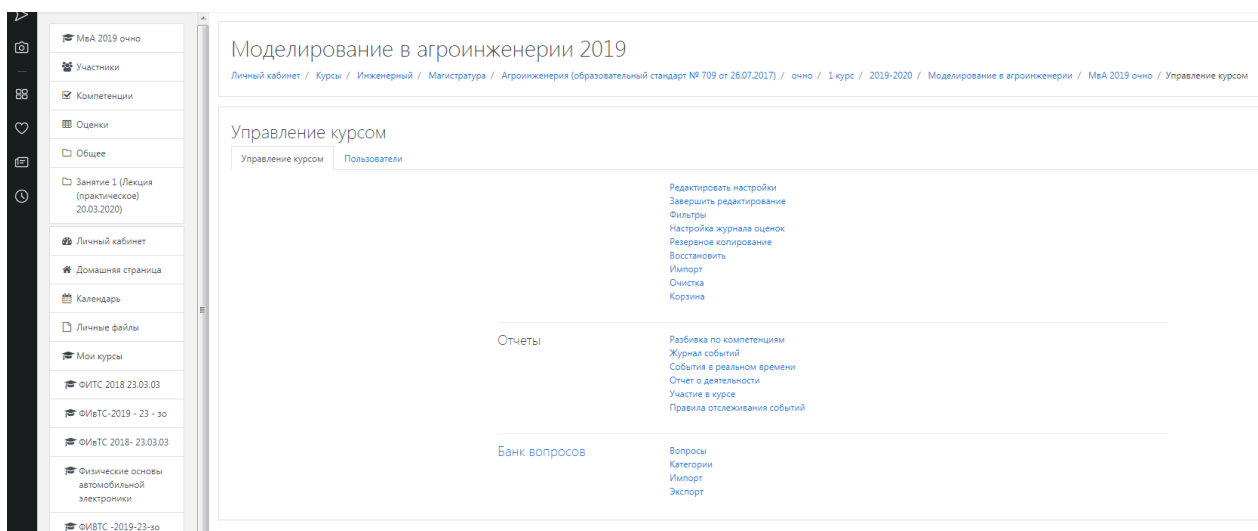 МвА 2019 очно
Участники
Компетенции
Оценки
Общее
Занятие 1 (Лекция
(практическое)
20.03.2020)
Личный кабинет
Домашняя страница
Календарь
Личные файлы
Мои курсы
ФИТС 2018 23.03.03
ФИвТС-2019 - 23 - зо
ФИвТС 2018- 23.03.03
Физические основы
автомобильной
электроники
ФИВТС -2019-23-зо
Моделирование в агроинженерии 2019
Личный кабинет / Курсы / Инженерный / Магистратура / Агроинженерия (образовательный стандарт № 709 от 26.07.2017) / очно / 1 курс / 2019-2020 / Моделирование в агроинженерии / МвА 2019 очно / Управление курсом
Управление курсом
Управление курсом Пользователи
Редактировать настройки
Завершить редактирование
Фильтры
Настройка журнала оценок
Резервное копирование
Восстановить
Импорт
Очистка
Корзина
Отчеты
Разбивка по компетенциям
Журнал событий
События в реальном времени
Отчет о деятельности
Участие в курсе
Правила отслеживания событий
Банк вопросов
Вопросы
Категории
Импорт
Экспорт